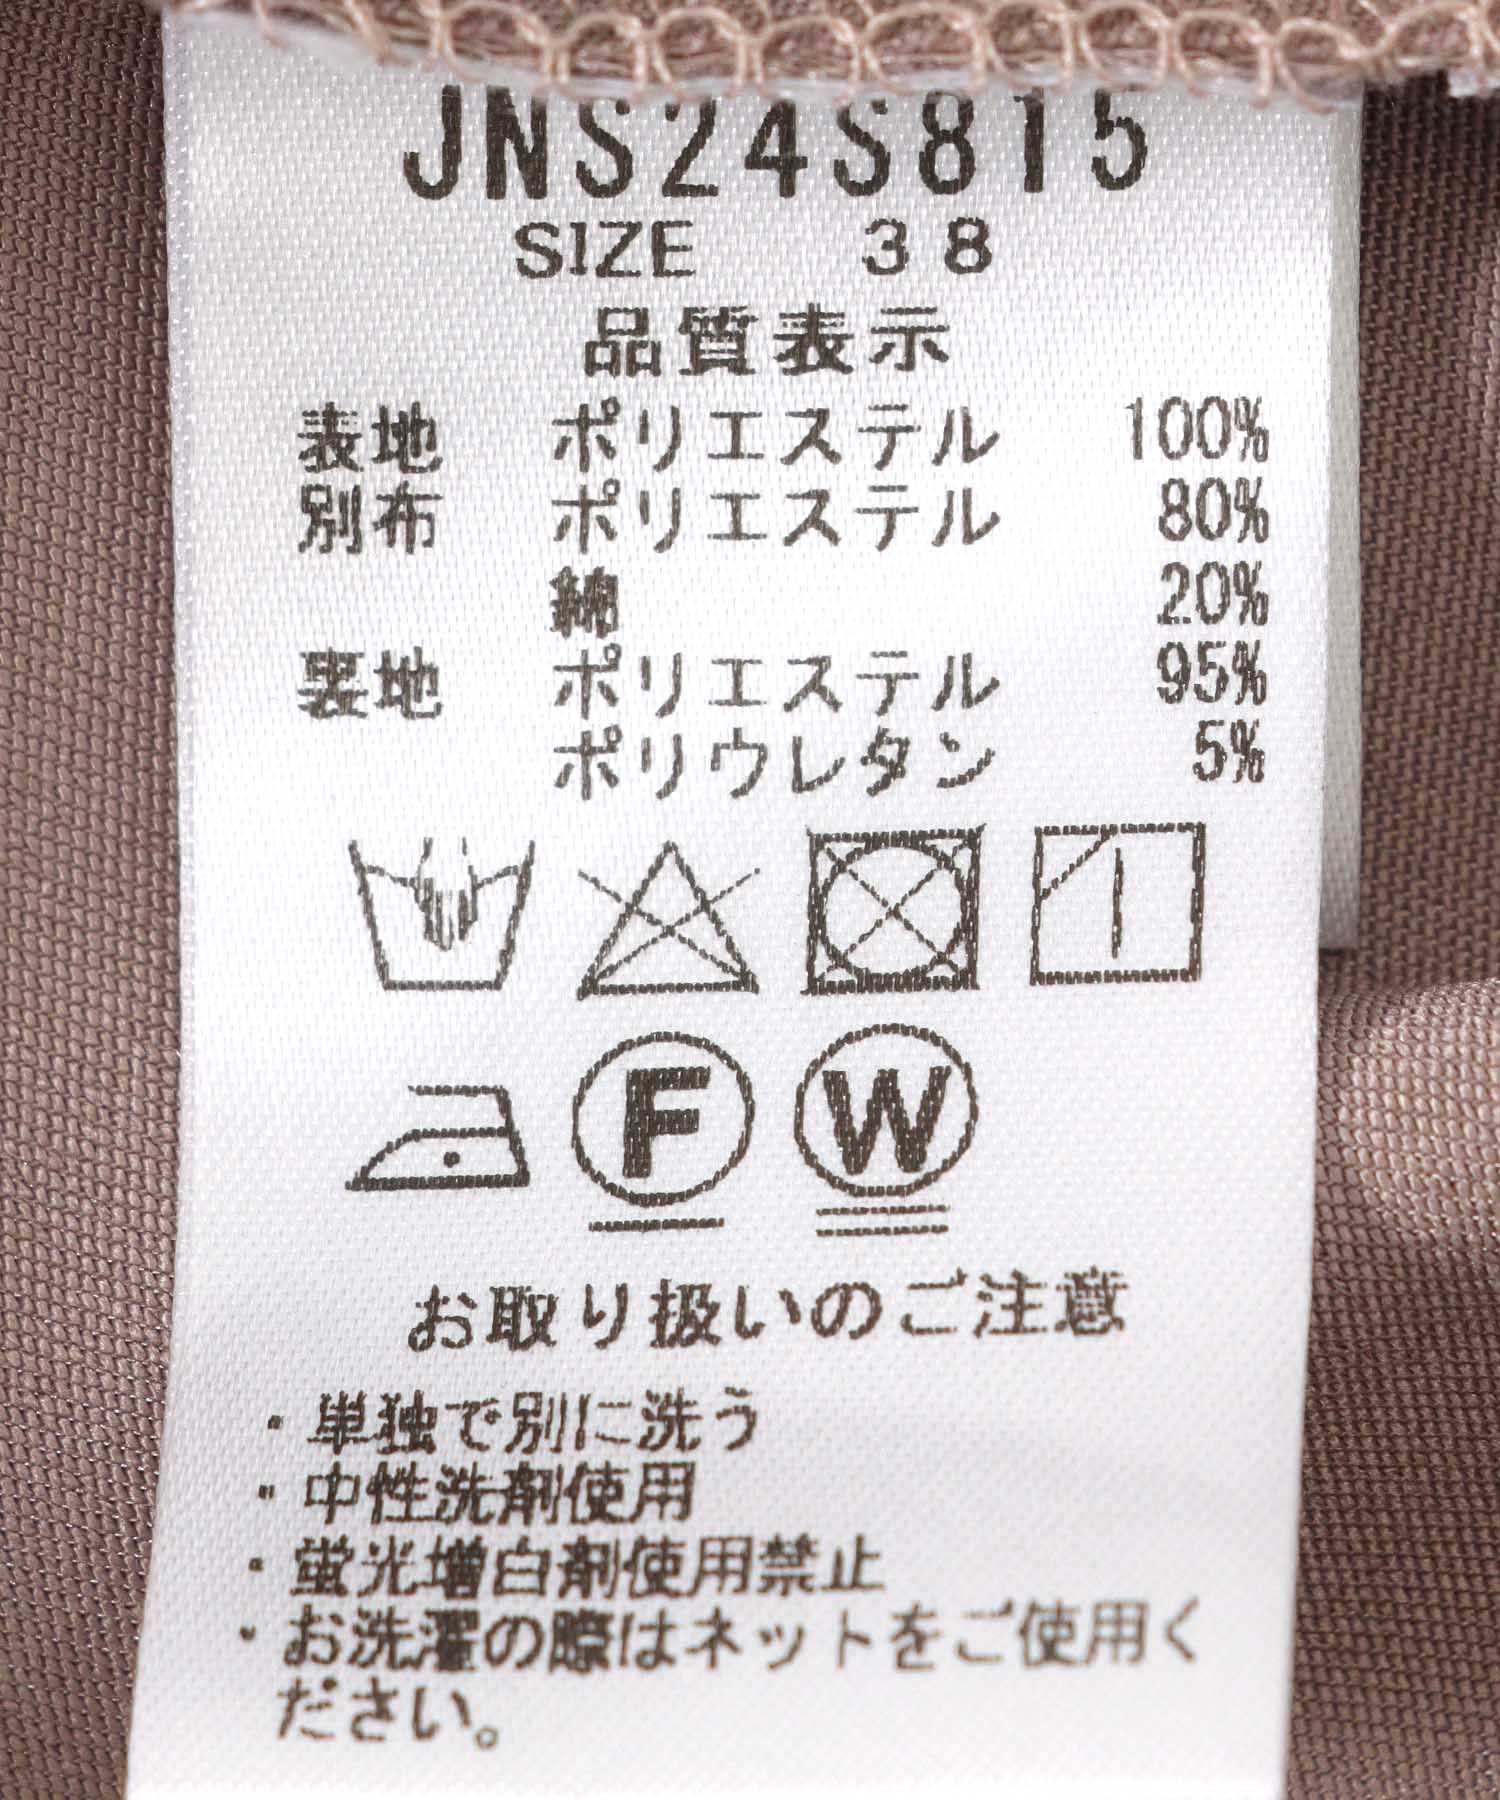 JNS24S815
SIZE 38
品質表示
表地 ポリエステル 100%
別布 ポリエステル 80%
綿 20%
裏地 ポリエステル 95%
ポリウレタン 5%
F W
お取り扱いのご注意
・単独で別に洗う
・中性洗剤使用
・蛍光増白剤使用禁止
・お洗濯の際はネットをご使用く
ださい。